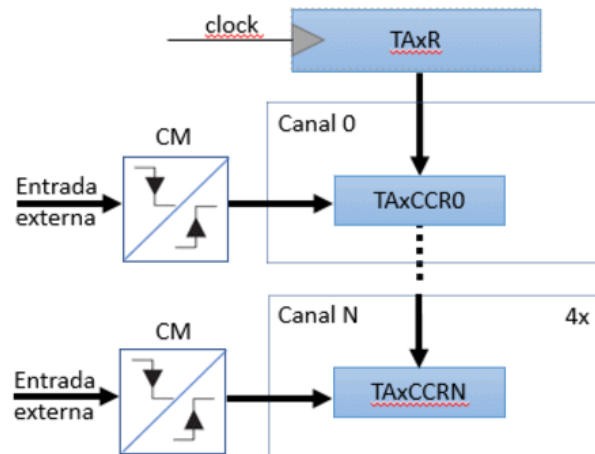 clock
TAxR
Canal 0
CM
Entrada
externa
TAxCCR0
Canal N
4x
CM
Entrada
externa
TAxCCRN